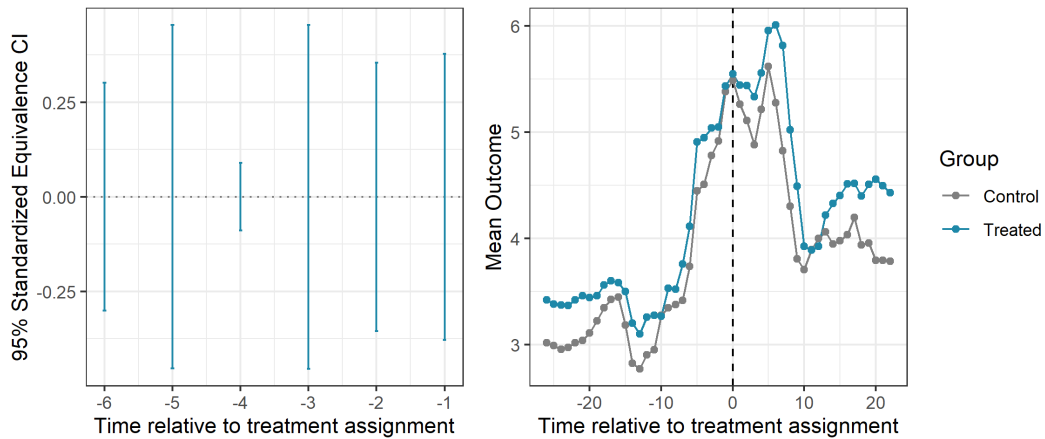 95% Standardized Equivalence CI
0.25
0.00
-0.25
-6 -5 -4 -3 -2 -1
Time relative to treatment assignment
Mean Outcome
6
5
4
3
-20 -10 0 10 20
Time relative to treatment assignment
Group
Control
Treated